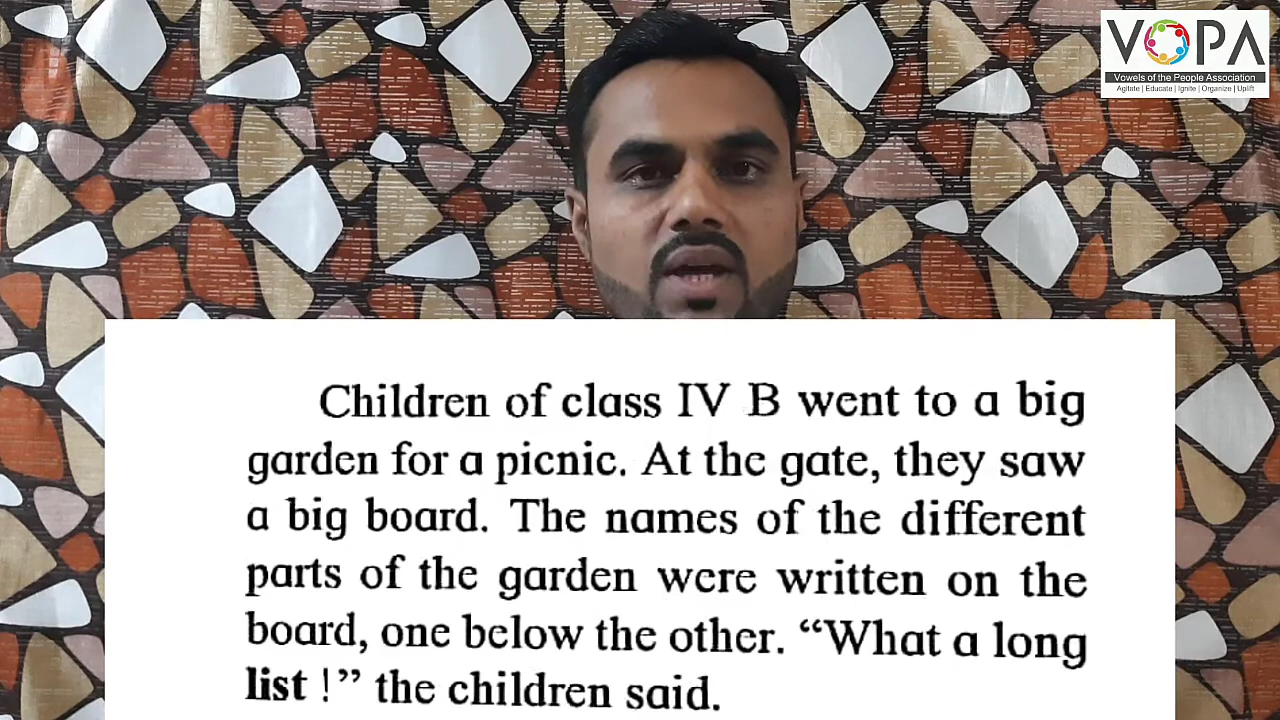 VOPA
Vowels of the People Association
Agitate | Educate | Ignite | Organize | Uplift
Children of class IV B went to a big
garden for a picnic. At the gate, they saw
a big board. The names of the different
parts of the garden were written on the
board, one below the other. “What a long
list !” the children said.